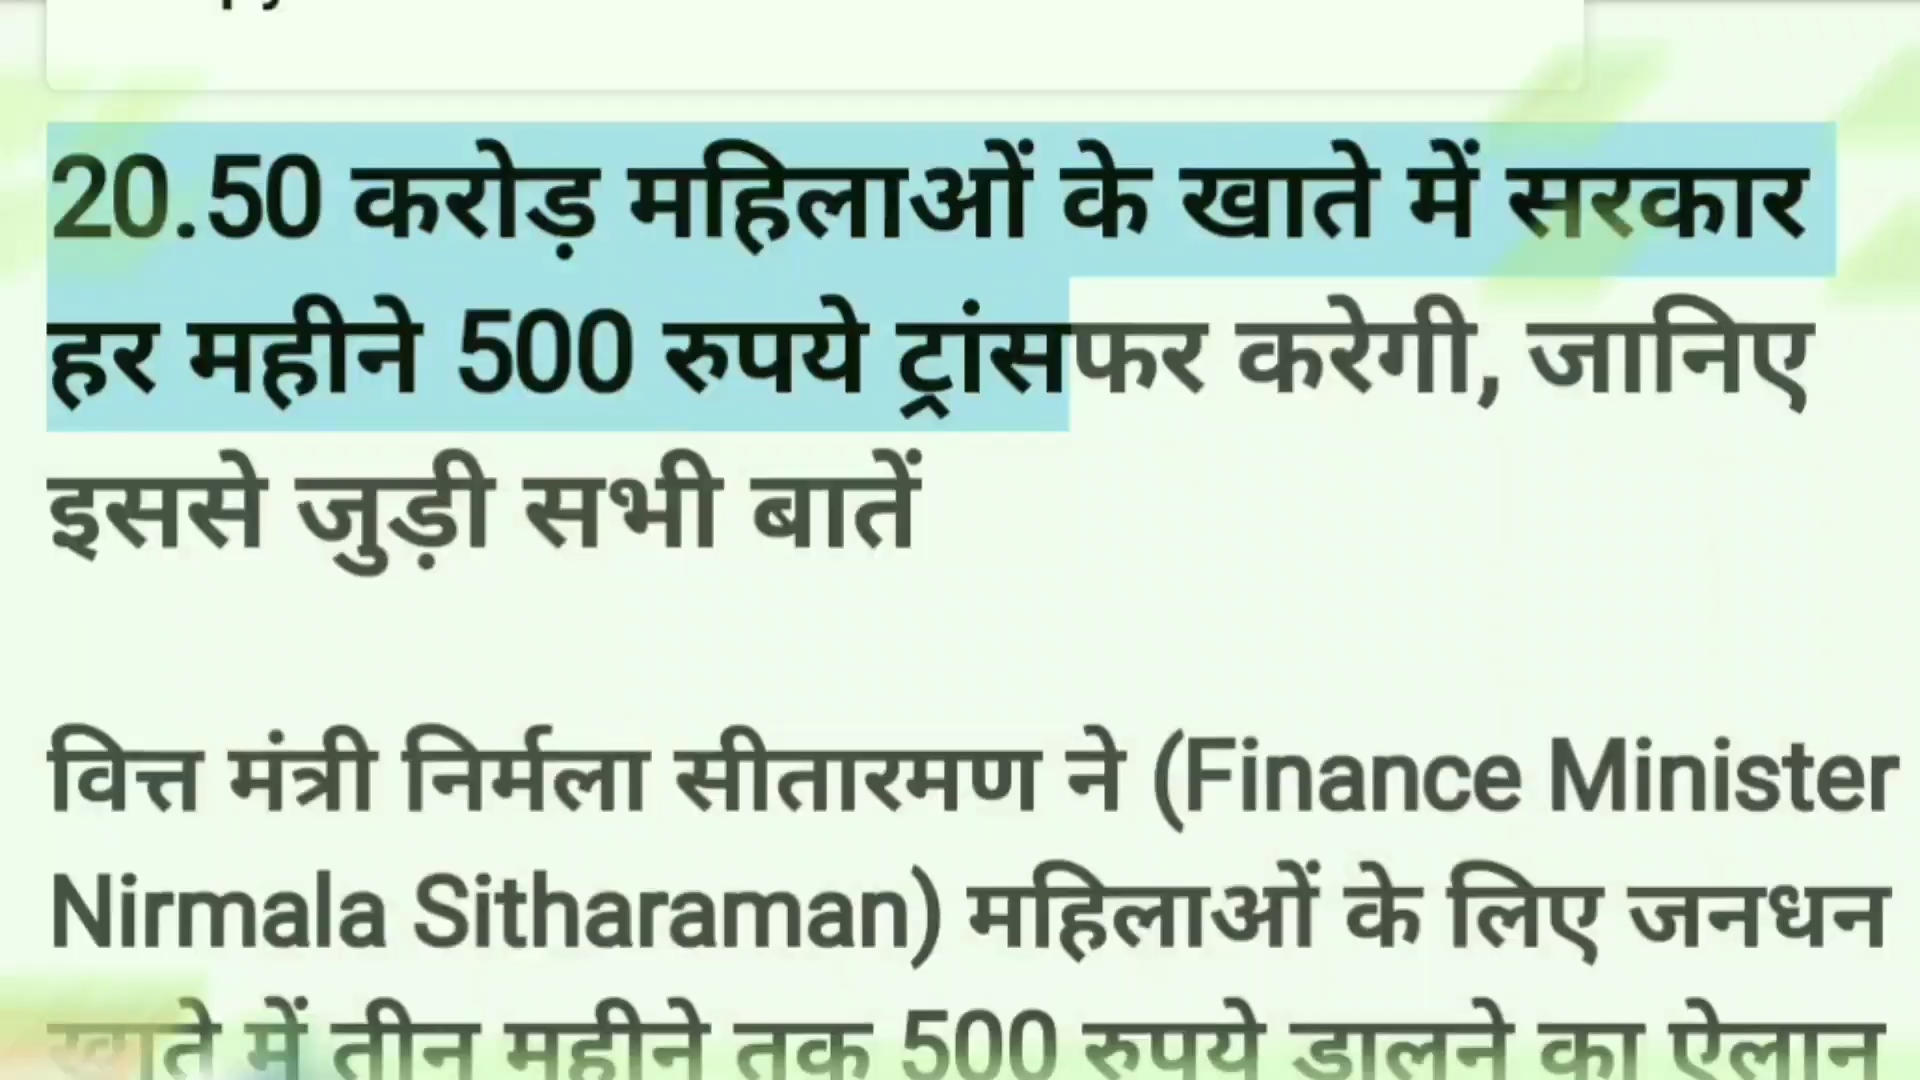 20.50 करोड़ महिलाओं के खाते में सरकार
हर महीने 500 रुपये ट्रांसफर करेगी, जानिए
इससे जुड़ी सभी बातें
वित्त मंत्री निर्मला सीतारमण ने (Finance Minister
Nirmala Sitharaman) महिलाओं के लिए जनधन
खाते में तीन महीने तक 500 रुपये डालने का ऐलान